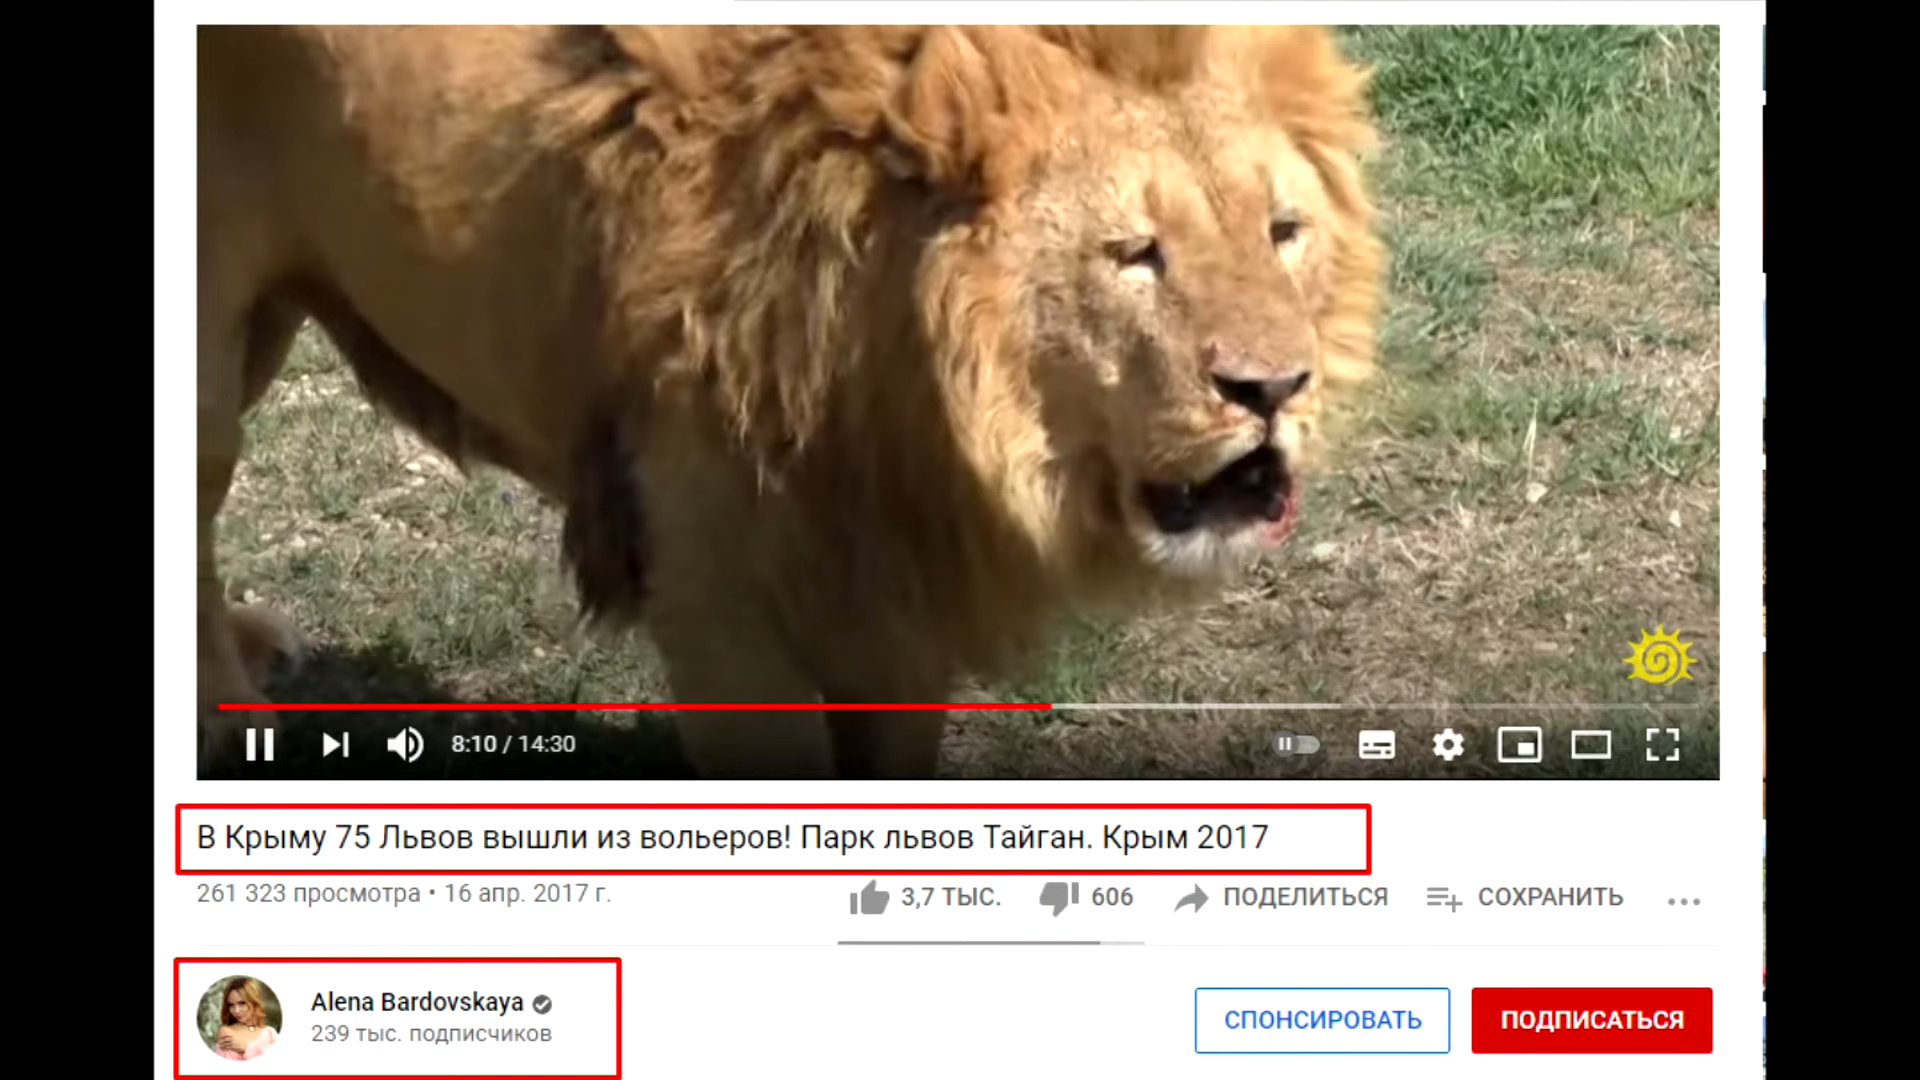 8:10 / 14:30
В Крыму 75 Львов вышли из вольеров! Парк львов Тайган. Крым 2017
261 323 просмотра • 16 апр. 2017 г.
3,7 ТЫС. 606 ПОДЕЛИТЬСЯ СОХРАНИТЬ
Alena Bardovskaya
239 тыс. подписчиков
СПОНСИРОВАТЬ ПОДПИСАТЬСЯ